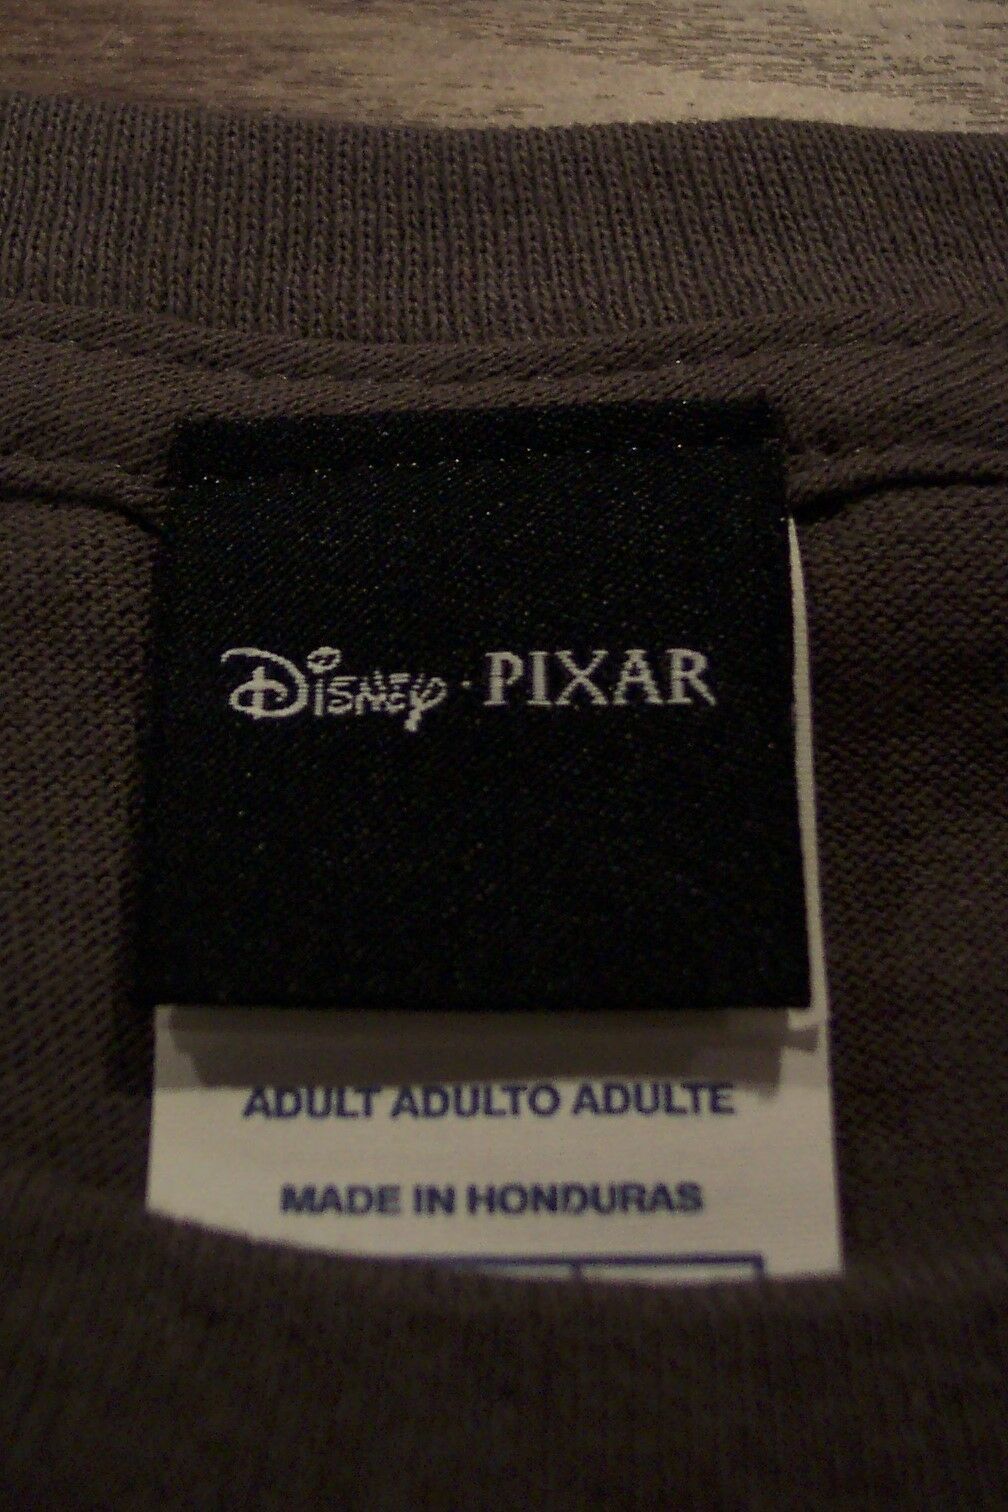 Disney · PIXAR
ADULT ADULTO ADULTE
MADE IN HONDURAS